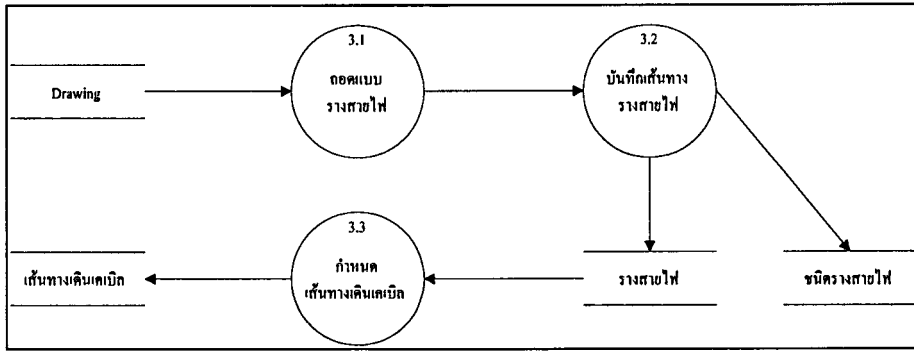 3.1
ถอดแบบ
รางสายไฟ
3.2
บันทึกเส้นทาง
รางสายไฟ
Drawing
3.3
กำหนด
เส้นทางเดินเคเบิล
เส้นทางเดินเคเบิล
รางสายไฟ
ชนิดรางสายไฟ